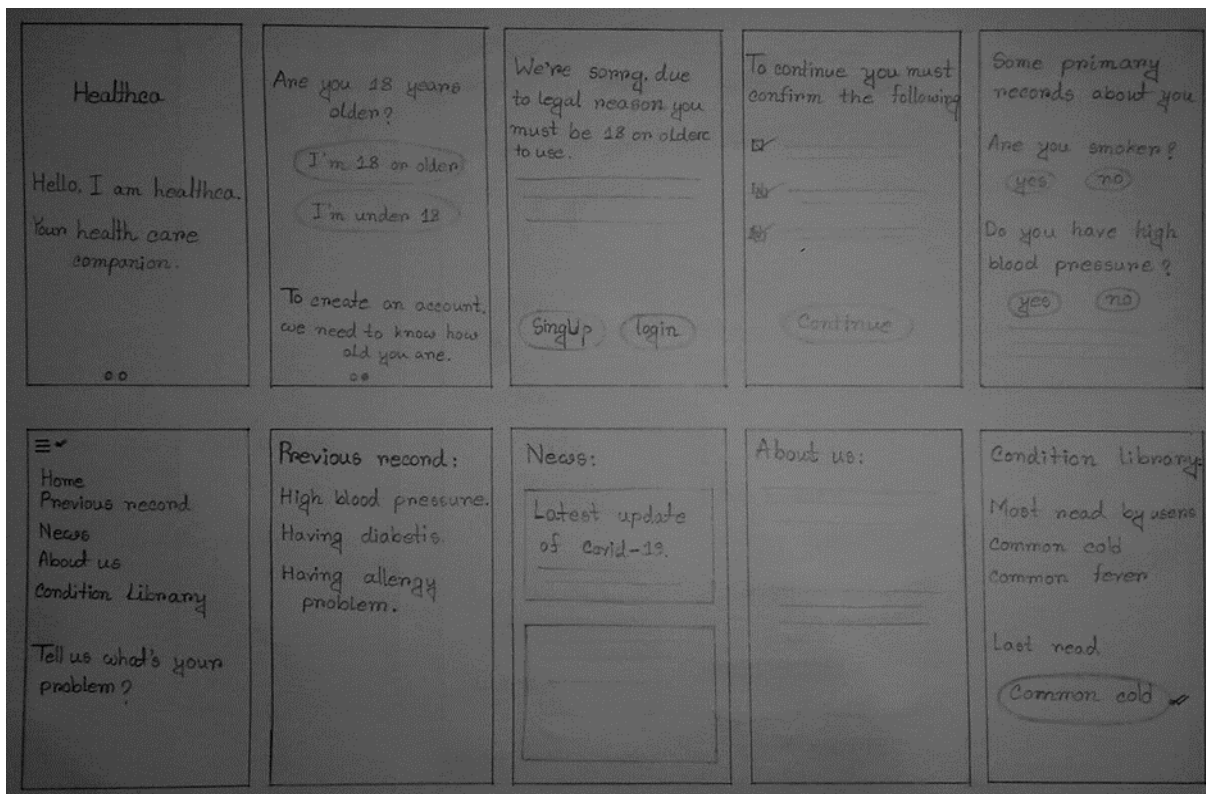 Healthca
Hello, I am healthca.
Your health care
companion.
Are you 18 years
older?
I'm 18 or older
I'm under 18
To create an account,
we need to know how
old you are.
We're sorry, due
to legal reason you
must be 18 or older
to use.
SingUp
login
To continue you must
confirm the following
Continue
Some primary
records about you
Are you smoker?
yes no
Do you have high
blood pressure?
yes no
Home
Previous record
News
About us
Condition Library
Tell us what's your
problem?
Previous record:
High blood pressure.
Having diabetis.
Having allergy
problem.
News:
Latest update
of Covid-19.
About us:
Condition library:
Most read by users
Common cold
Common fever
Last read
Common cold